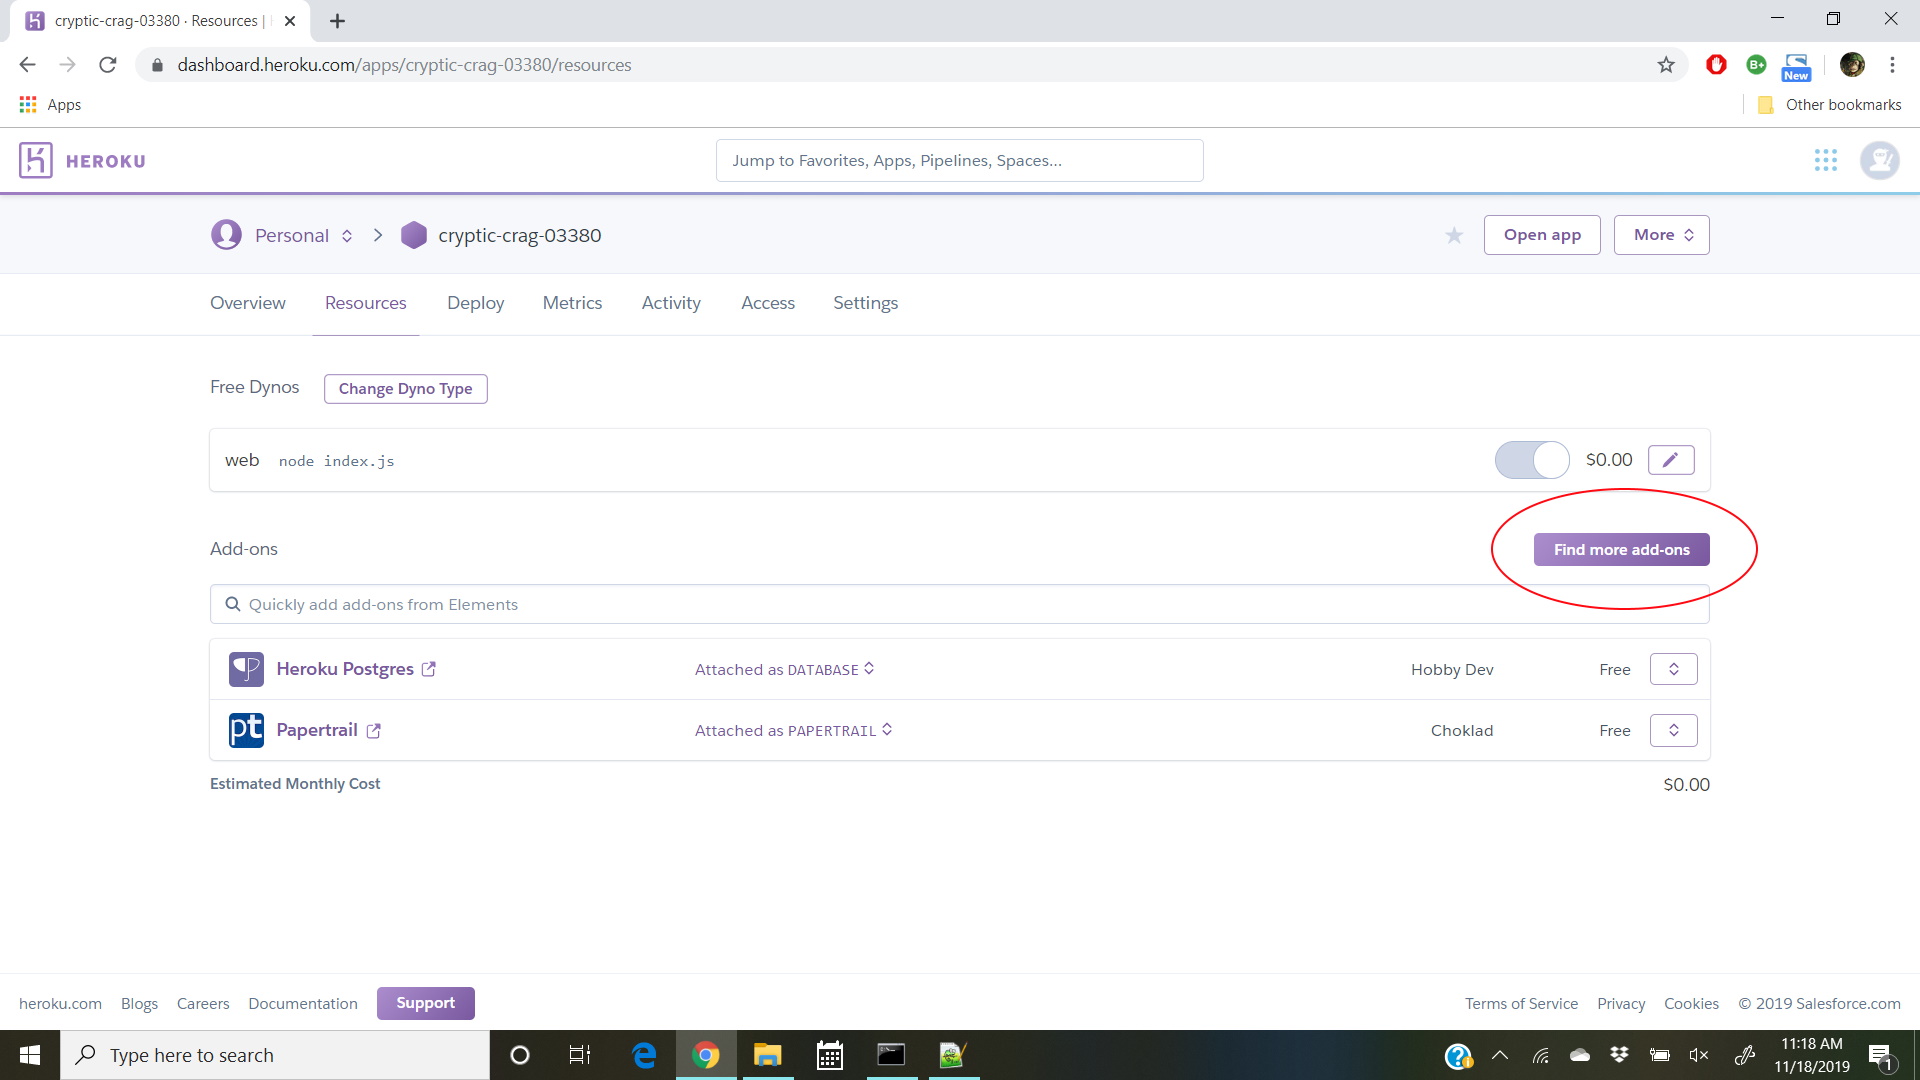 cryptic-crag-03380 · Resources |
dashboard.heroku.com/apps/cryptic-crag-03380/resources
B+
New
Apps
Other bookmarks
HEROKU
Jump to Favorites, Apps, Pipelines, Spaces...
Personal
cryptic-crag-03380
Open app
More
Overview
Resources
Deploy
Metrics
Activity
Access
Settings
Free Dynos
Change Dyno Type
web node index.js
$0.00
Add-ons
Find more add-ons
Quickly add add-ons from Elements
Heroku Postgres
Attached as DATABASE
Hobby Dev
Free
pt
Papertrail
Attached as PAPERTRAIL
Choklad
Free
Estimated Monthly Cost
$0.00
heroku.com
Blogs
Careers
Documentation
Support
Terms of Service
Privacy
Cookies
© 2019 Salesforce.com
Type here to search
11:18 AM
11/18/2019
1